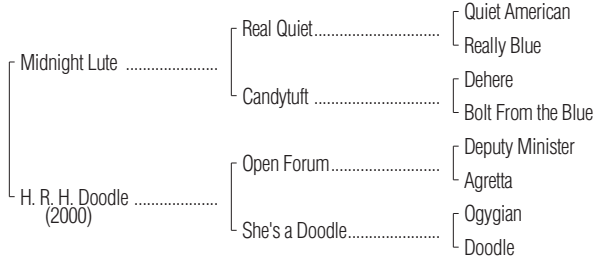 Quiet American
Real Quiet......................................
Really Blue
Midnight Lute ......................
Dehere
Candytuft ..............................
Bolt From the Blue
Deputy Minister
Open Forum..........................
Agretta
H. R. H. Doodle ....................
(2000)
Ogygian
She's a Doodle......................
Doodle